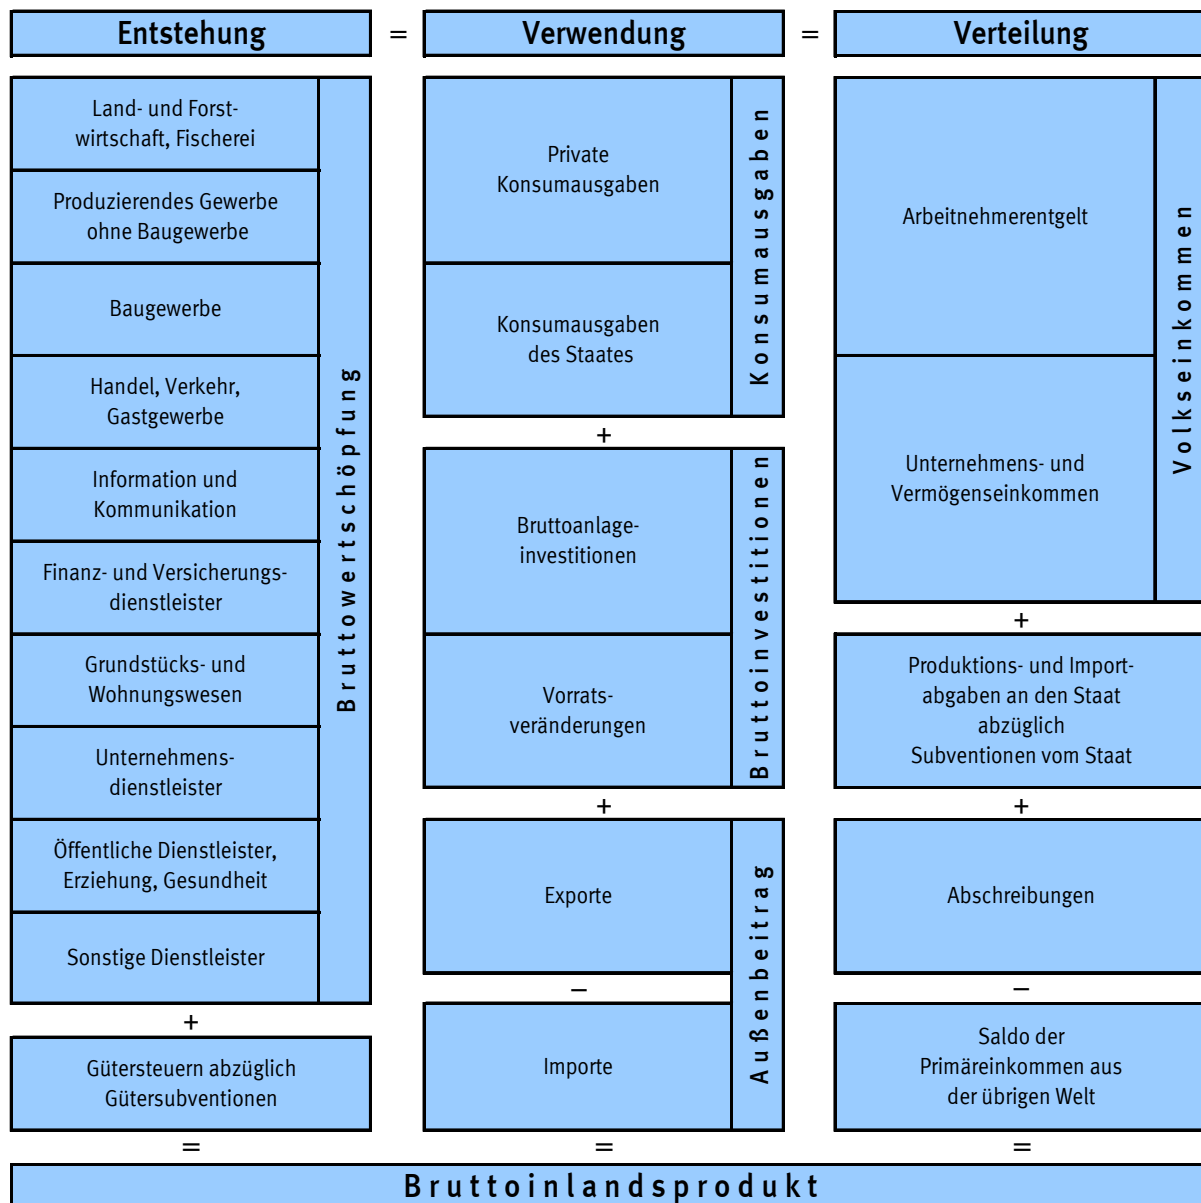 Entstehung
=
Verwendung
=
Verteilung
Land- und Forst-
wirtschaft, Fischerei
Produzierendes Gewerbe
ohne Baugewerbe
Baugewerbe
Handel, Verkehr,
Gastgewerbe
Information und
Kommunikation
Finanz- und Versicherungs-
dienstleister
Grundstücks- und
Wohnungswesen
Unternehmens-
dienstleister
Öffentliche Dienstleister,
Erziehung, Gesundheit
Sonstige Dienstleister
Bruttowertschöpfung
+
Gütersteuern abzüglich
Gütersubventionen
=
Private
Konsumausgaben
Konsumausgaben
des Staates
Konsumausgaben
+
Bruttoanlage-
investitionen
Vorrats-
veränderungen
Bruttoinvestitionen
+
Exporte
–
Importe
Außenbeitrag
=
Arbeitnehmerentgelt
Unternehmens- und
Vermögenseinkommen
Volkseinkommen
+
Produktions- und Import-
abgaben an den Staat
abzüglich
Subventionen vom Staat
+
Abschreibungen
–
Saldo der
Primäreinkommen aus
der übrigen Welt
=
Bruttoinlandsprodukt